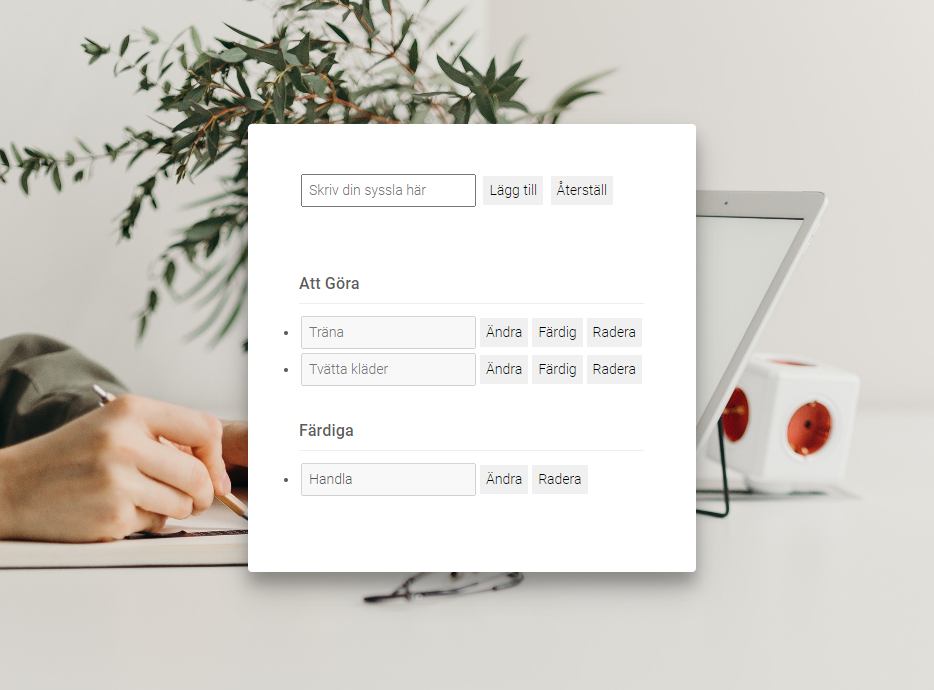 Skriv din syssla här Lägg till Återställ
Att Göra
Träna Ändra Färdig Radera
Tvätta kläder Ändra Färdig Radera
Färdiga
Handla Ändra Radera